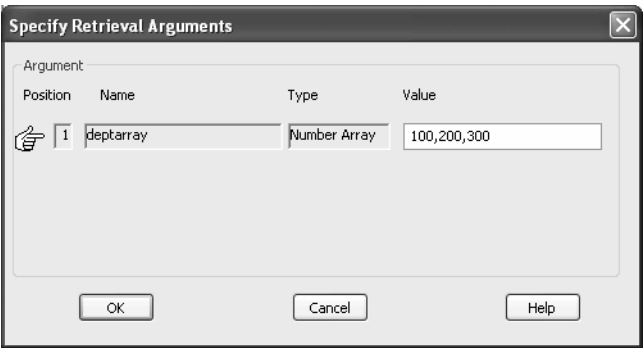 Specify Retrieval Arguments
Argument
Position Name Type Value
1 deptarray Number Array 100,200,300
OK Cancel Help